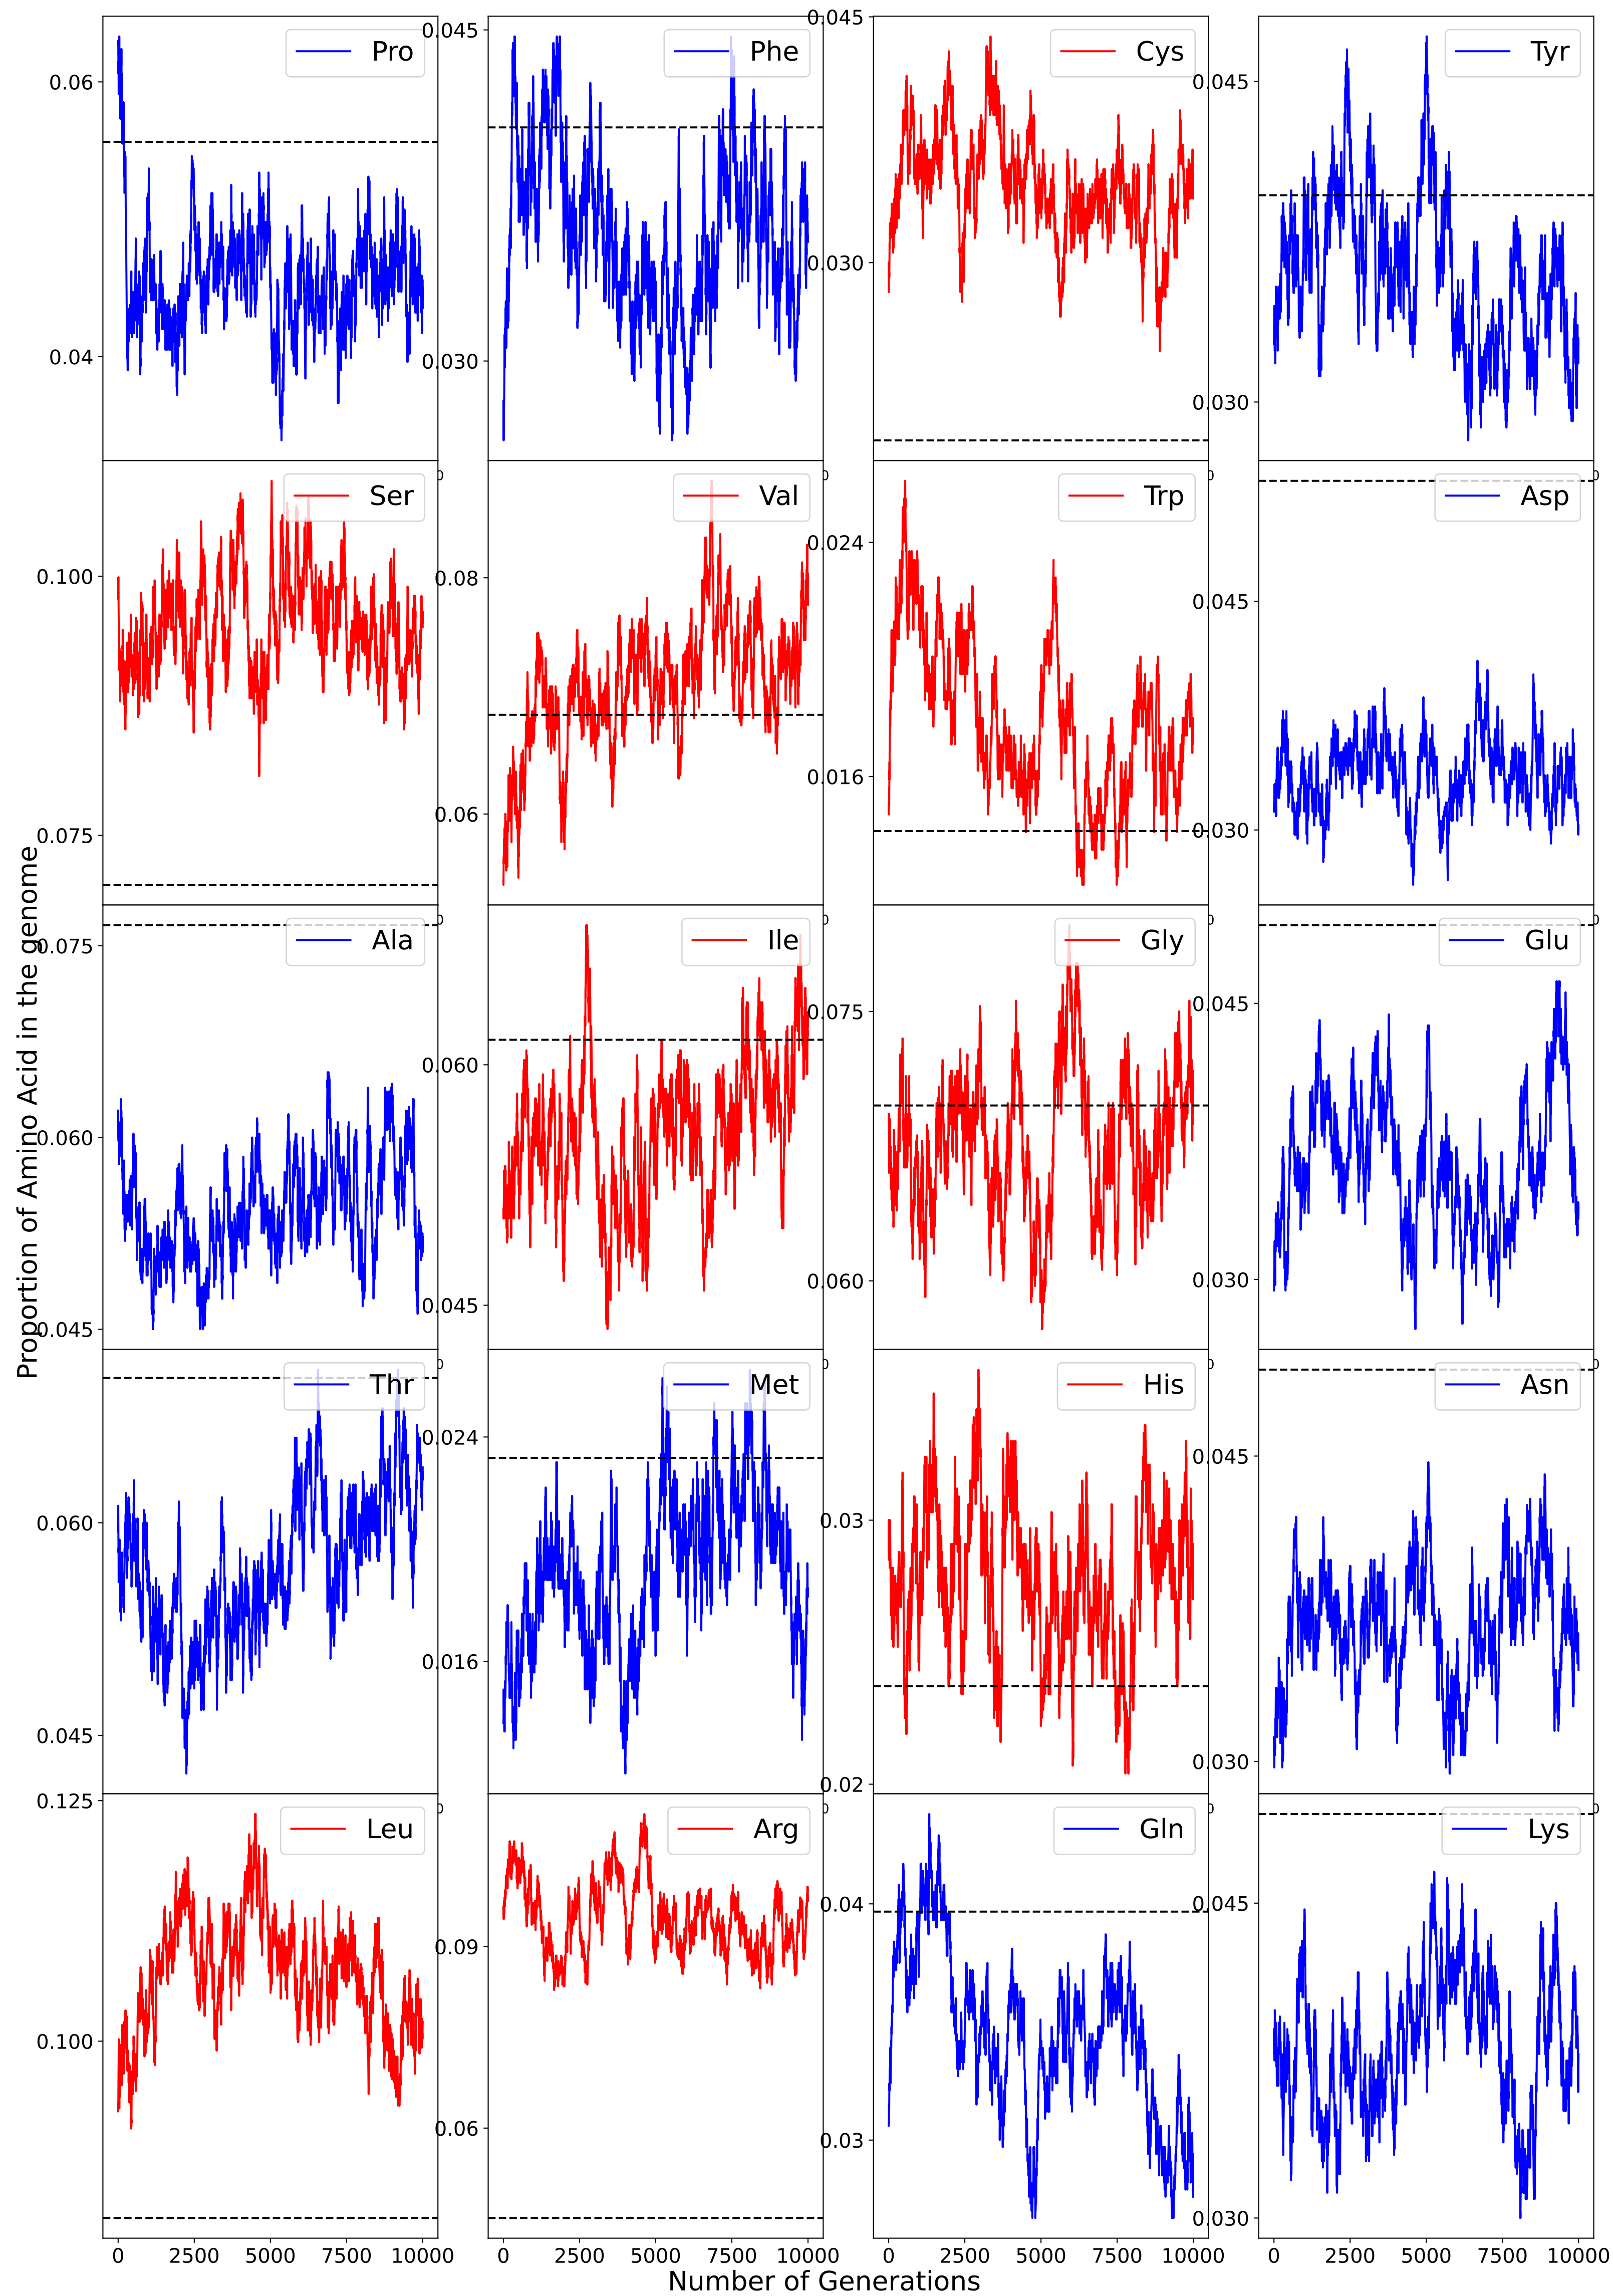 Pro
0.06
0.04
Phe
0.045
0.030
Cys
0.045
0.030
Tyr
0.045
0.030
Ser
0.100
0.075
Val
0.08
0.06
Trp
0.024
0.016
Asp
0.045
0.030
Ala
0.075
0.060
0.045
Ile
0.060
0.045
Gly
0.075
0.060
Glu
0.045
0.030
Thr
0.060
0.045
Met
0.024
0.016
His
0.03
0.02
Asn
0.045
0.030
Leu
0.125
0.100
0 2500 5000 7500 10000
Arg
0.09
0.06
0 2500 5000 7500 10000
Gln
0.04
0.03
0 2500 5000 7500 10000
Lys
0.045
0.030
0 2500 5000 7500 10000
Proportion of Amino Acid in the genome
Number of Generations